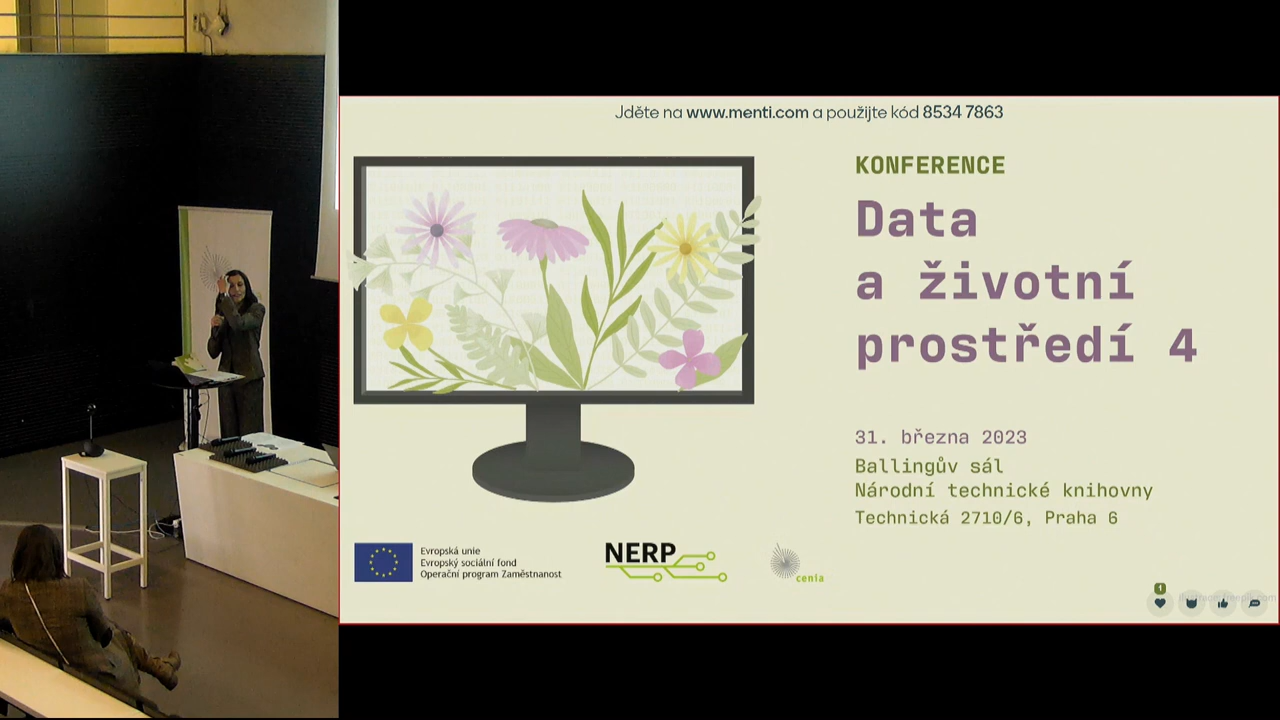 Jděte na www.menti.com a použijte kód 8534 7863
KONFERENCE
Data
a životní
prostředí 4
31. března 2023
Ballingův sál
Národní technické knihovny
Technická 2710/6, Praha 6
Evropská unie
Evropský sociální fond
Operační program Zaměstnanost
NERP
cenia
1